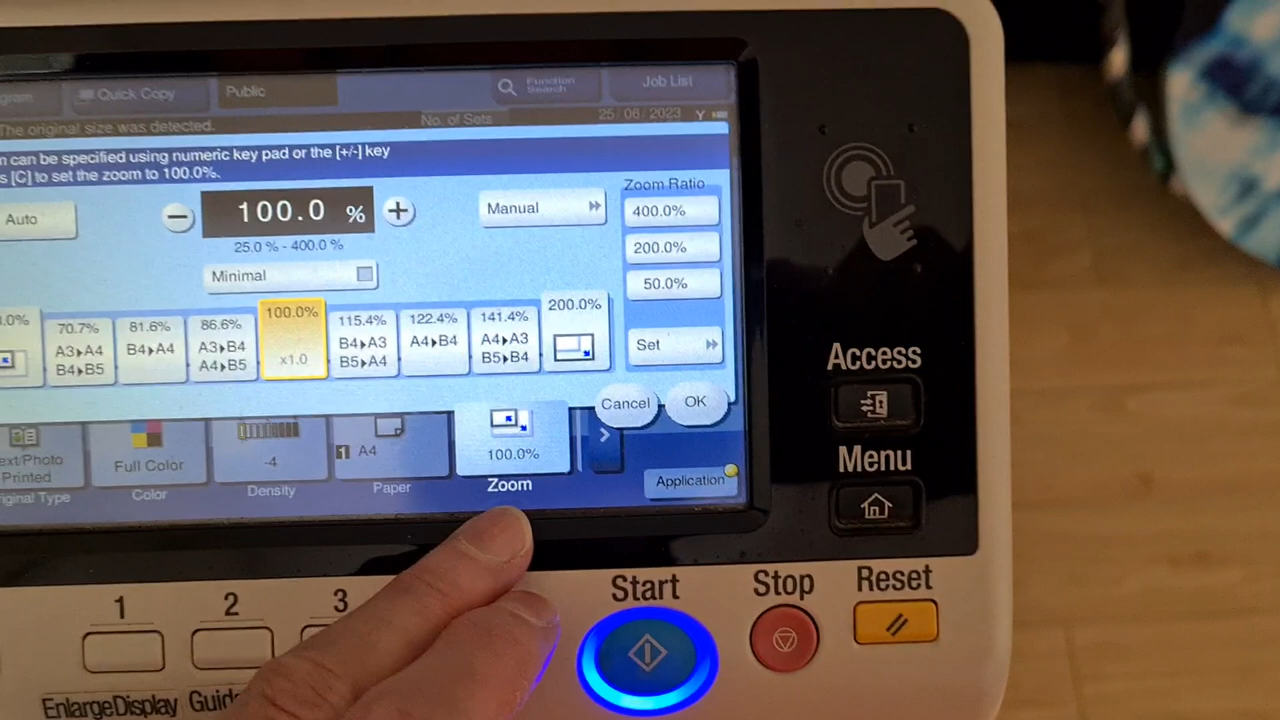 gram
Quick Copy
Public
Function Search
Job List
The original size was detected.
No. of Sets
25/06/2023
Y
n can be specified using numeric key pad or the [+/-] key
s [C] to set the zoom to 100.0%.
Auto
−
100.0 %
+
Manual
25.0 % - 400.0 %
Minimal
Zoom Ratio
400.0%
200.0%
50.0%
Set
.0%
70.7%
A3▸A4
B4▸B5
81.6%
B4▸A4
86.6%
A3▸B4
A4▸B5
100.0%
x1.0
115.4%
B4▸A3
B5▸A4
122.4%
A4▸B4
141.4%
A4▸A3
B5▸B4
200.0%
Cancel
OK
ext/Photo
Printed
iginal Type
Full Color
Color
-4
Density
1 A4
Paper
100.0%
Zoom
Application
Access
Menu
1
2
3
Start
Stop
Reset
EnlargeDisplay
Guid